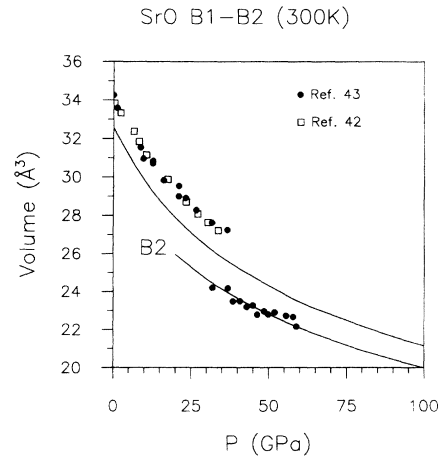 SrO B1−B2 (300K)
36
34
32
30
28
26
24
22
20
Volume (Å³)
● Ref. 43
□ Ref. 42
B2
0 25 50 75 100
P (GPa)